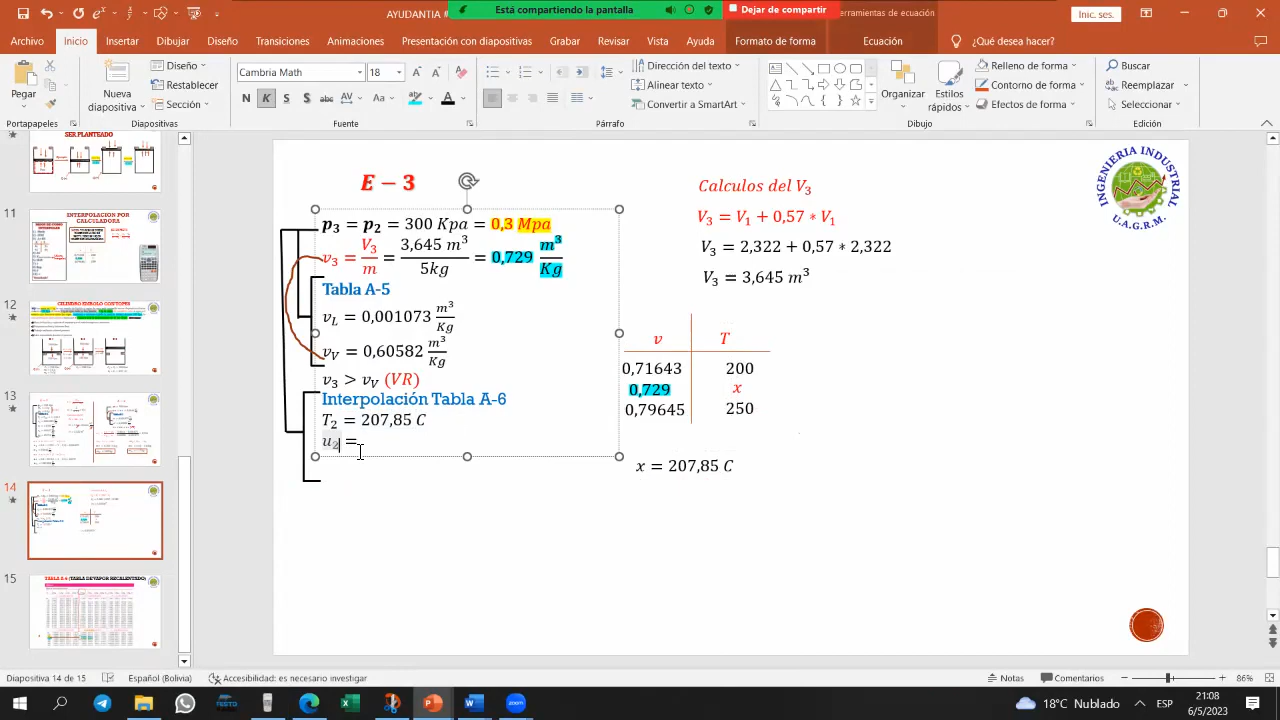 AYUDANTIA #
Está compartiendo la pantalla
Dejar de compartir
erramientas de ecuación
Inic. ses.
Archivo
Inicio
Insertar
Dibujar
Diseño
Transiciones
Animaciones
Presentación con diapositivas
Grabar
Revisar
Vista
Ayuda
Formato de forma
Ecuación
¿Qué desea hacer?
Pegar
Nueva
diapositiva
Diseño
Restablecer
Sección
Cambria Math
18
N K S S abc AV
Aa
A
Dirección del texto
Alinear texto
Convertir a SmartArt
Organizar
Estilos
rápidos
Relleno de forma
Contorno de forma
Efectos de forma
Buscar
Reemplazar
Seleccionar
Portapapeles
Diapositivas
Fuente
Párrafo
Dibujo
Edición
SER PLANTEADO
11
INTERPOLACION POR
CALCULADORA
12
CILINDRO EMBOLO CON TOPES
13
14
15
TABLA A-6 (TABLA DE VAPOR RECALENTADO)
E − 3
p₃ = p₂ = 300 Kpa = 0,3 Mpa
v₃ = V₃/m = 3,645 m³/5kg = 0,729 m³/Kg
Tabla A-5
v_L = 0,001073 m³/Kg
v_V = 0,60582 m³/Kg
v₃ > v_V (VR)
Interpolación Tabla A-6
T₂ = 207,85 C
u₂ =
Calculos del V₃
V₃ = V₁ + 0,57 * V₁
V₃ = 2,322 + 0,57 * 2,322
V₃ = 3,645 m³
v T
0,71643 200
0,729 x
0,79645 250
x = 207,85 C
INGENIERIA INDUSTRIAL
U.A.G.R.M.
Diapositiva 14 de 15
Español (Bolivia)
Accesibilidad: es necesario investigar
Notas
Comentarios
86%
18°C Nublado
ESP
21:08
6/5/2023